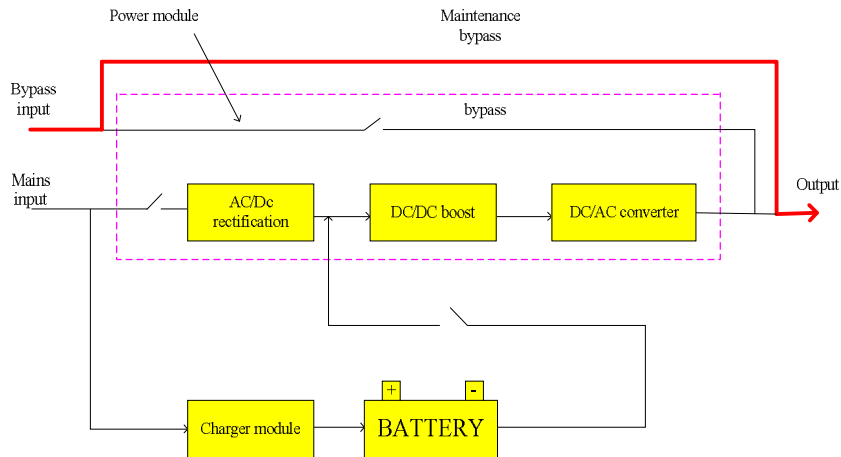 Power module
Maintenance
bypass
Bypass
input
bypass
Mains
input
AC/Dc
rectification
DC/DC boost
DC/AC converter
Output
+
-
Charger module
BATTERY